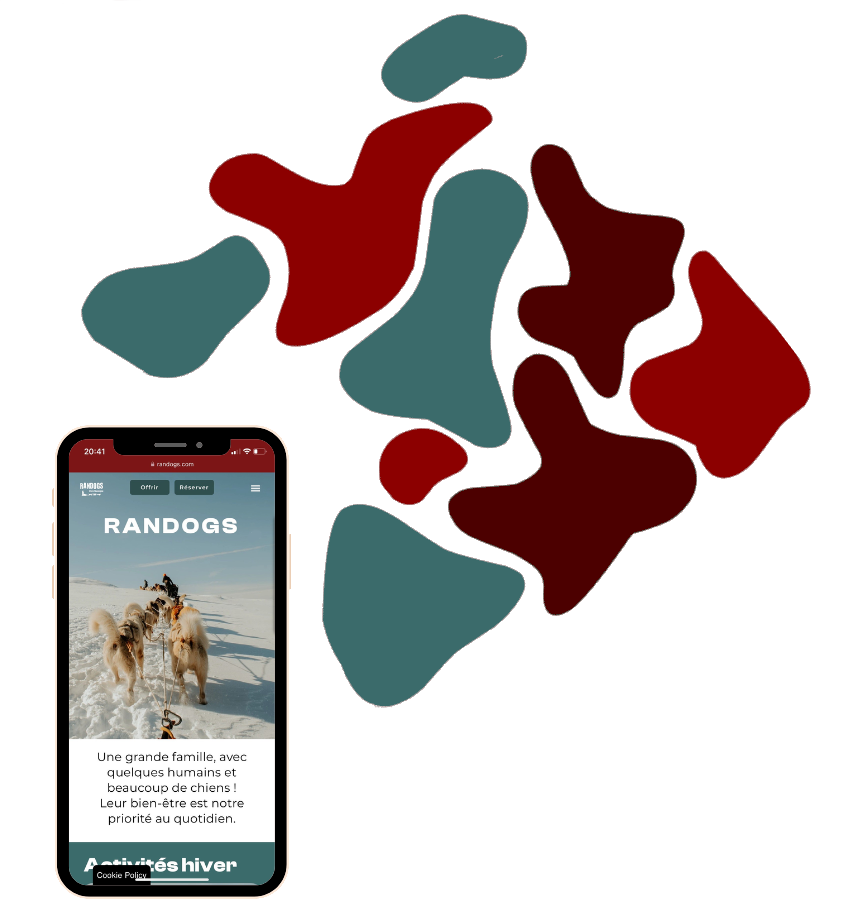 20:41
randogs.com
RANDOGS
Offrir
Réserver
RANDOGS
Une grande famille, avec
quelques humains et
beaucoup de chiens !
Leur bien-être est notre
priorité au quotidien.
Activités hiver
Cookie Policy